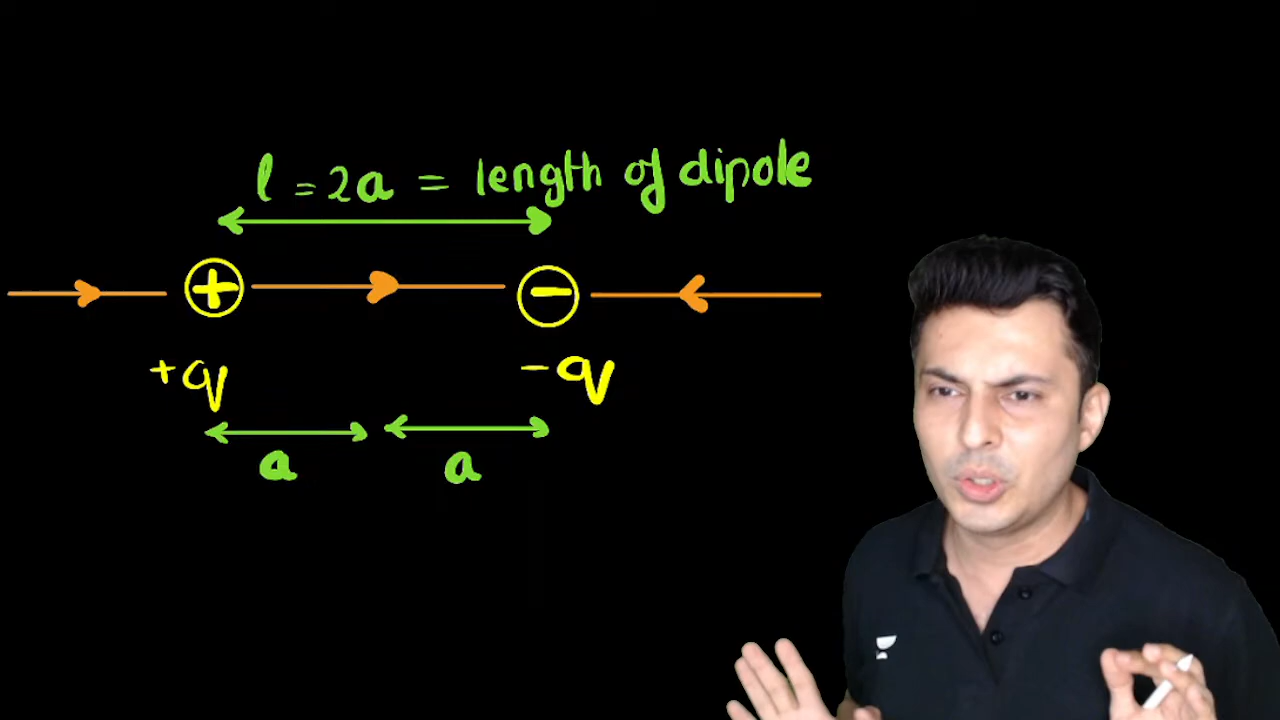 l = 2a = length of dipole
+ −
+q −q
a a